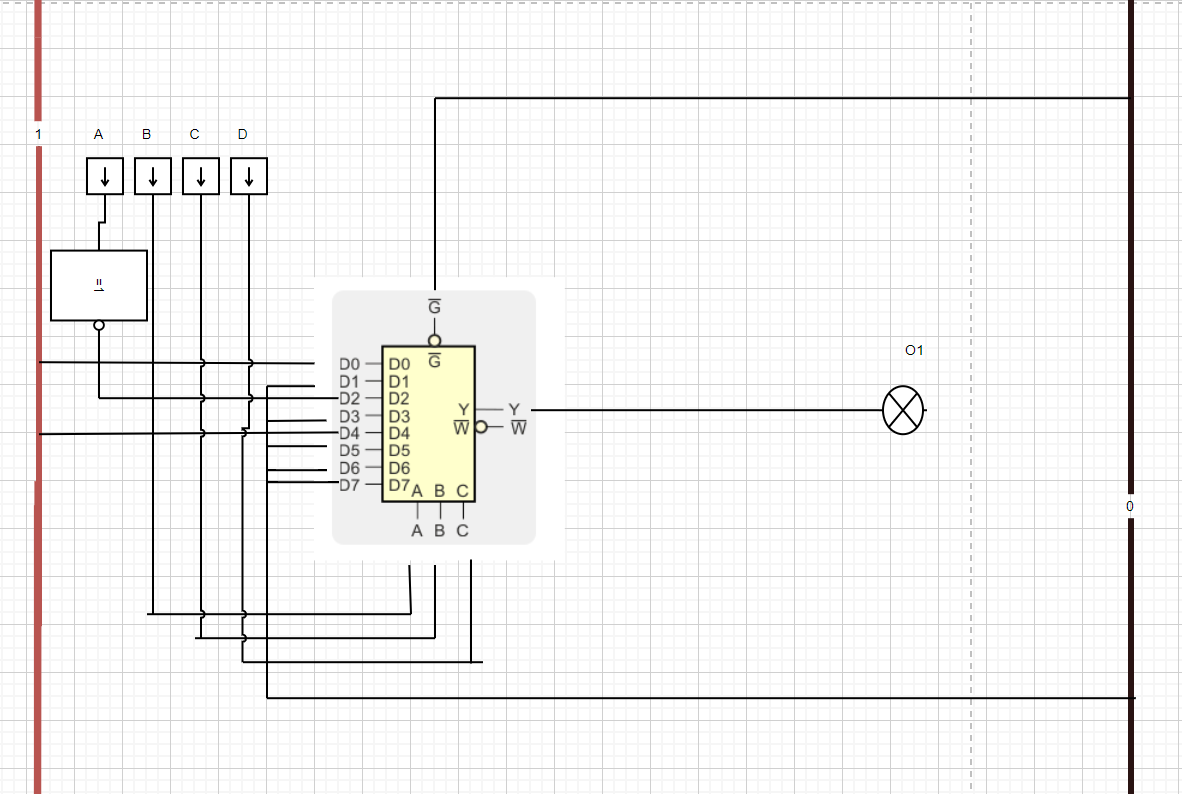 1 A B C D
=1
O1
G̅
G̅
D0 D0
D1 D1
D2 D2
D3 D3
D4 D4
D5 D5
D6 D6
D7 D7
Y Y
W̅ W̅
A B C
A B C
0